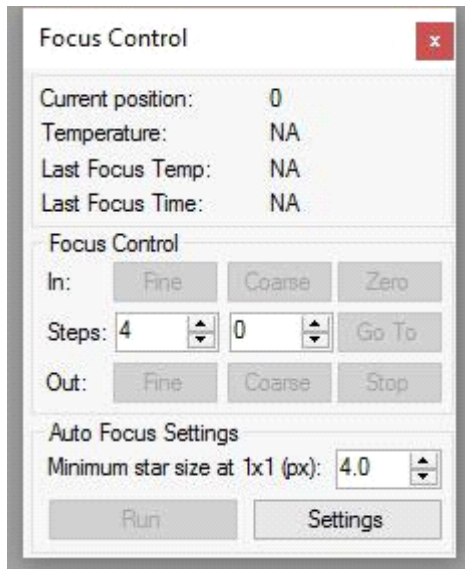 Focus Control
x
Current position: 0
Temperature: NA
Last Focus Temp: NA
Last Focus Time: NA
Focus Control
In: Fine Coarse Zero
Steps: 4 0 Go To
Out: Fine Coarse Stop
Auto Focus Settings
Minimum star size at 1x1 (px): 4.0
Run Settings